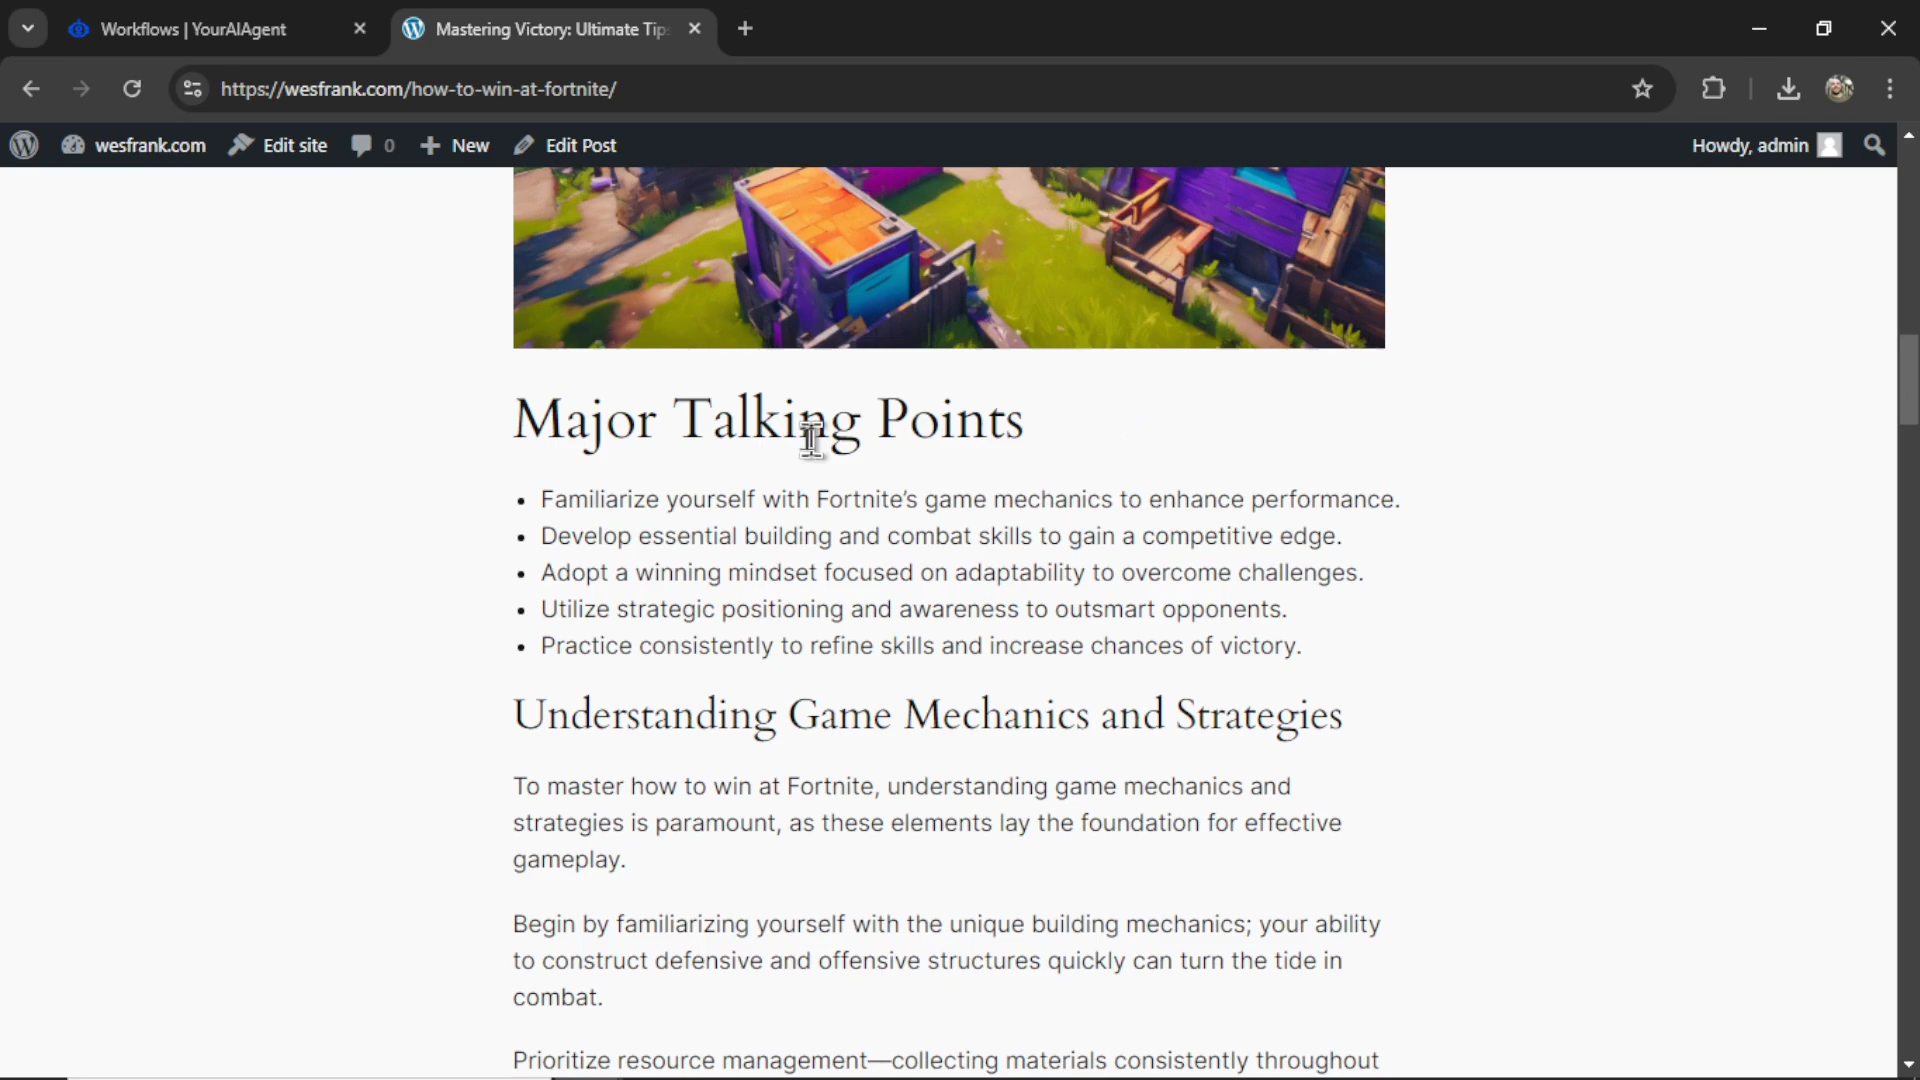 Workflows | YourAIAgent
Mastering Victory: Ultimate Tip
https://wesfrank.com/how-to-win-at-fortnite/
wesfrank.com Edit site 0 New Edit Post Howdy, admin
Major Talking Points
• Familiarize yourself with Fortnite’s game mechanics to enhance performance.
• Develop essential building and combat skills to gain a competitive edge.
• Adopt a winning mindset focused on adaptability to overcome challenges.
• Utilize strategic positioning and awareness to outsmart opponents.
• Practice consistently to refine skills and increase chances of victory.
Understanding Game Mechanics and Strategies
To master how to win at Fortnite, understanding game mechanics and
strategies is paramount, as these elements lay the foundation for effective
gameplay.
Begin by familiarizing yourself with the unique building mechanics; your ability
to construct defensive and offensive structures quickly can turn the tide in
combat.
Prioritize resource management—collecting materials consistently throughout